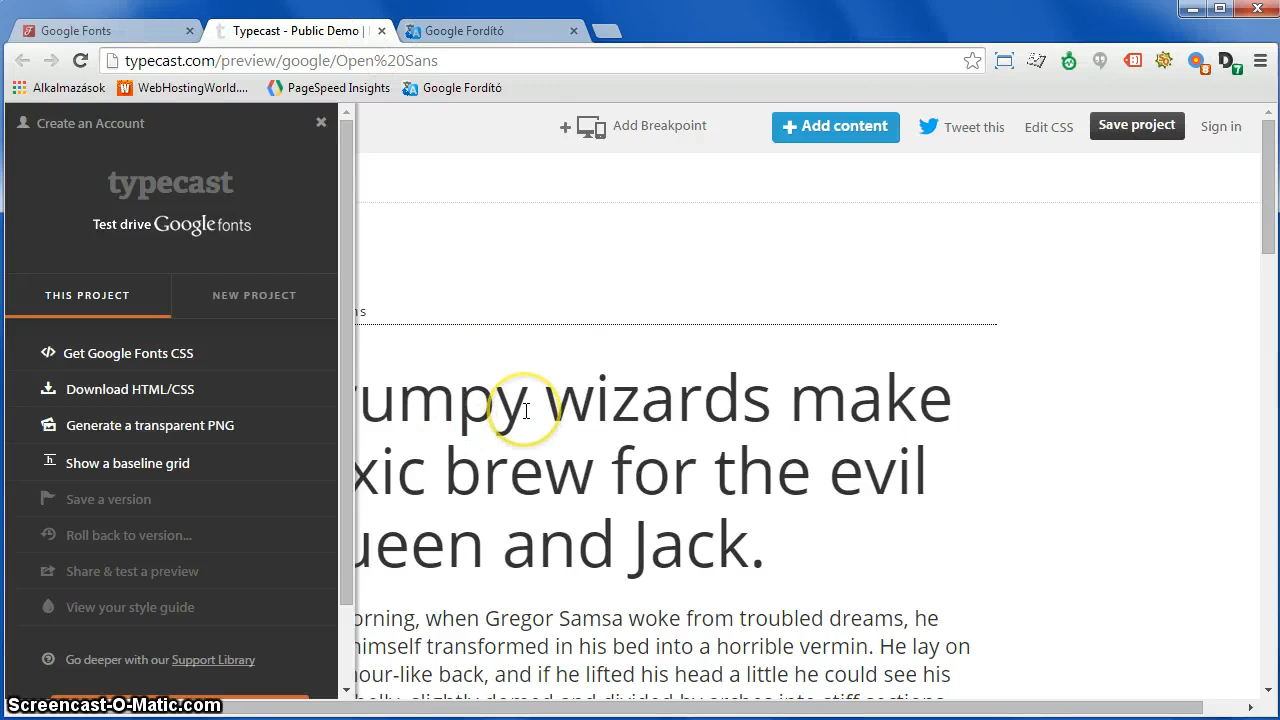 Google Fonts
Typecast - Public Demo |
Google Fordító
typecast.com/preview/google/Open%20Sans
Alkalmazások
WebHostingWorld....
PageSpeed Insights
Google Fordító
Create an Account
Add Breakpoint
Add content
Tweet this
Edit CSS
Save project
Sign in
typecast
Test drive Google fonts
THIS PROJECT
NEW PROJECT
Get Google Fonts CSS
Download HTML/CSS
Generate a transparent PNG
Show a baseline grid
Save a version
Roll back to version...
Share & test a preview
View your style guide
Go deeper with our Support Library
ns
rumpy wizards make
xic brew for the evil
ueen and Jack.
orning, when Gregor Samsa woke from troubled dreams, he
himself transformed in his bed into a horrible vermin. He lay on
our-like back, and if he lifted his head a little he could see his
Screencast-O-Matic.com